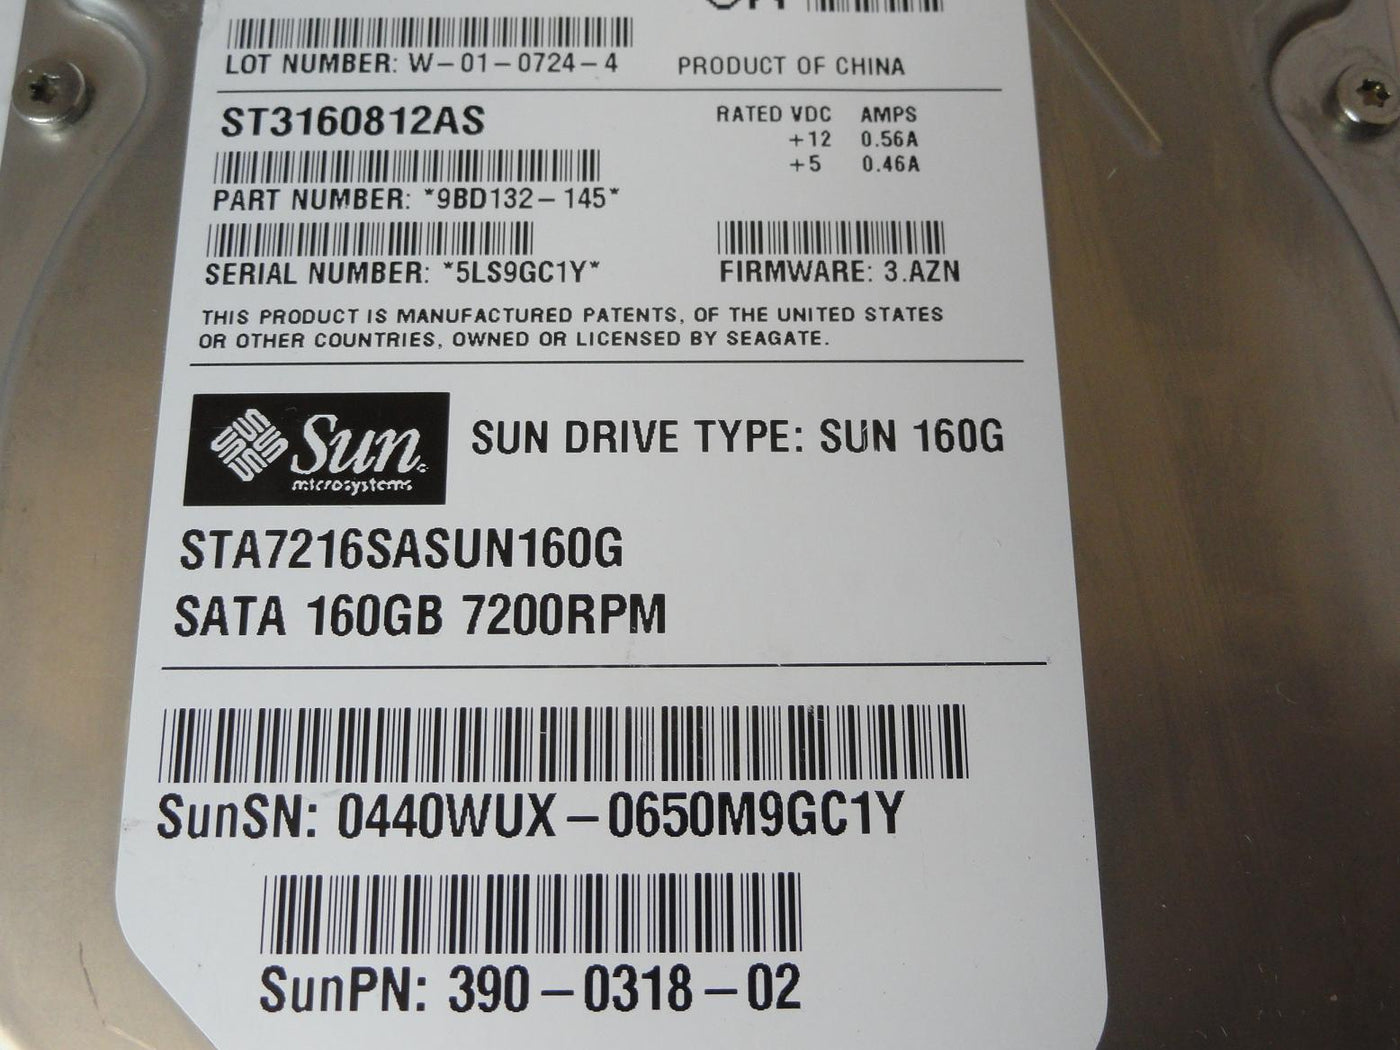 LOT NUMBER: W-01-0724-4 PRODUCT OF CHINA
ST3160812AS RATED VDC AMPS
+12 0.56A
+5 0.46A
PART NUMBER: *9BD132-145*
SERIAL NUMBER: *5LS9GC1Y* FIRMWARE: 3.AZN
THIS PRODUCT IS MANUFACTURED PATENTS, OF THE UNITED STATES
OR OTHER COUNTRIES, OWNED OR LICENSED BY SEAGATE.
Sun
microsystems
SUN DRIVE TYPE: SUN 160G
STA7216SASUN160G
SATA 160GB 7200RPM
SunSN: 0440WUX-0650M9GC1Y
SunPN: 390-0318-02